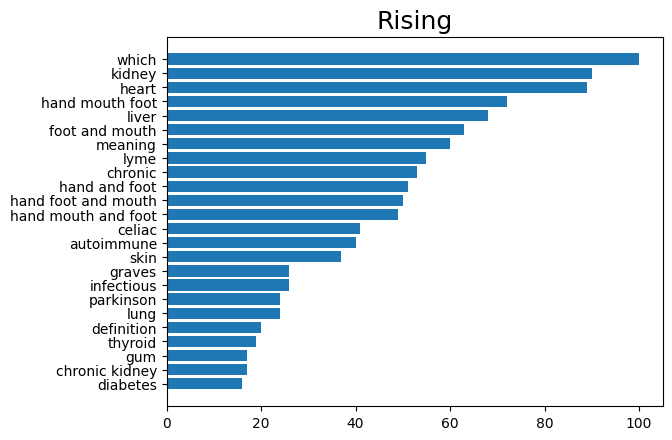 Rising
which
kidney
heart
hand mouth foot
liver
foot and mouth
meaning
lyme
chronic
hand and foot
hand foot and mouth
hand mouth and foot
celiac
autoimmune
skin
graves
infectious
parkinson
lung
definition
thyroid
gum
chronic kidney
diabetes
0 20 40 60 80 100